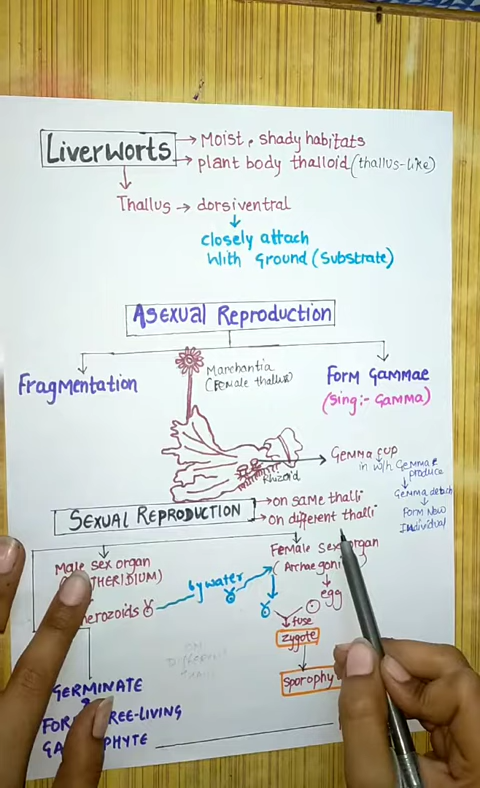 Liverworts → Moist, shady habitats
→ plant body thalloid (thallus-like)
Thallus → dorsiventral
closely attach
With Ground (Substrate)
Asexual Reproduction
Fragmentation
Marchantia
(Female thallus)
Form Gammae
(Sing:- Gamma)
Gemma cup
in w/h Gemmae
produce
Gemma detach
Form New
Individual
Rhizoid
Sexual Reproduction
→ on same thalli
→ on different thalli
Male sex organ
Female Sex organ
by water
egg
fuse
zygote
GERMINATE